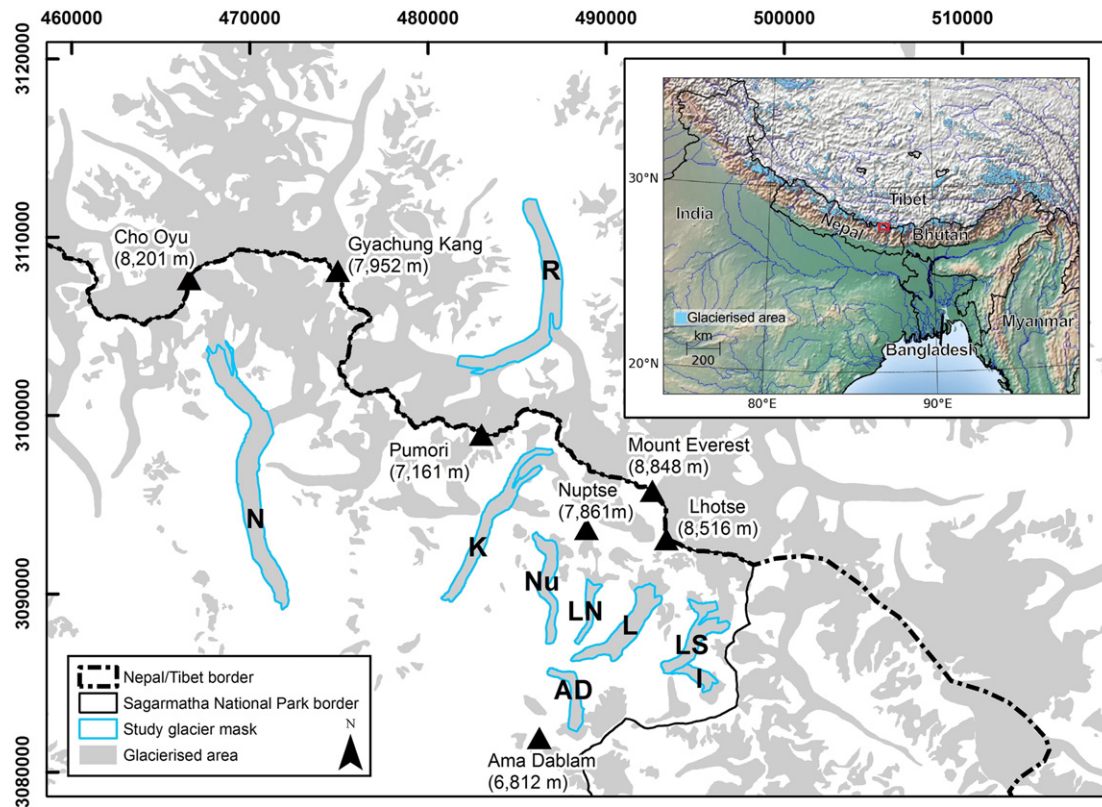 460000 470000 480000 490000 500000 510000
3120000
3110000
3100000
3090000
3080000
Cho Oyu
(8,201 m)
Gyachung Kang
(7,952 m)
R
Pumori
(7,161 m)
Mount Everest
(8,848 m)
Nuptse
(7,861m)
Lhotse
(8,516 m)
N
K
Nu
LN
L
LS
I
AD
Ama Dablam
(6,812 m)
30°N
20°N
80°E
90°E
India
Tibet
Nepal
Bhutan
Myanmar
Bangladesh
Glacierised area
km
200
Nepal/Tibet border
Sagarmatha National Park border
Study glacier mask
Glacierised area
N